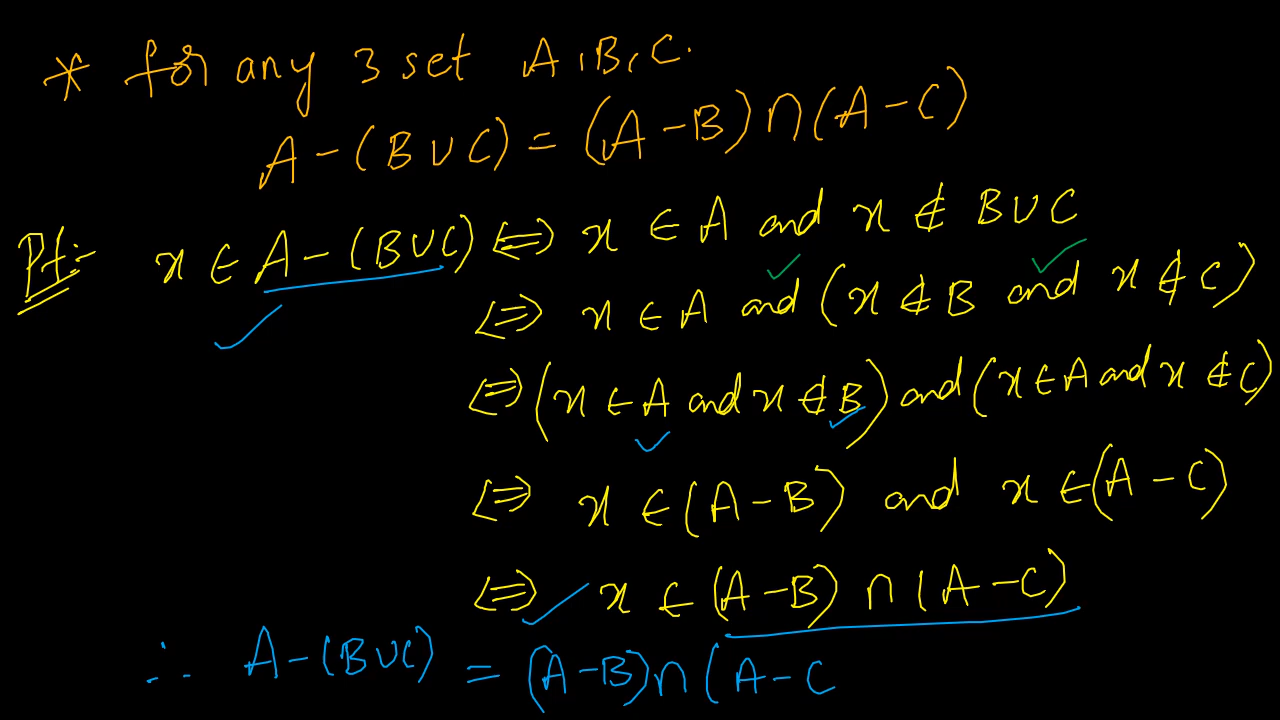 * for any 3 set A, B, C.
A - (B ∪ C) = (A - B) ∩ (A - C)
Pf:- x ∈ A - (B ∪ C) ⇔ x ∈ A and x ∉ B ∪ C
⇔ x ∈ A and (x ∉ B and x ∉ C)
⇔ (x ∈ A and x ∉ B) and (x ∈ A and x ∉ C)
⇔ x ∈ (A - B) and x ∈ (A - C)
⇔ x ∈ (A - B) ∩ (A - C)
∴ A - (B ∪ C) = (A - B) ∩ (A - C